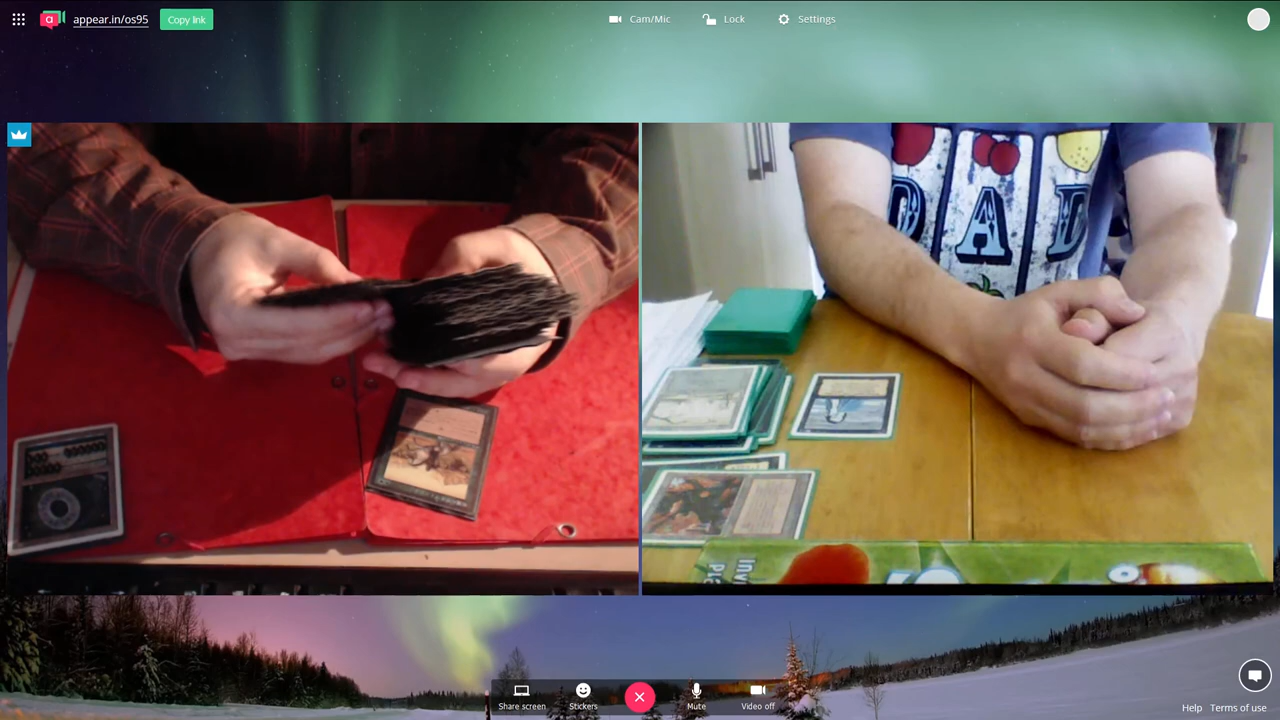 appear.in/os95
Copy link
Cam/Mic
Lock
Settings
DAD
Share screen
Stickers
Mute
Video off
Help
Terms of use